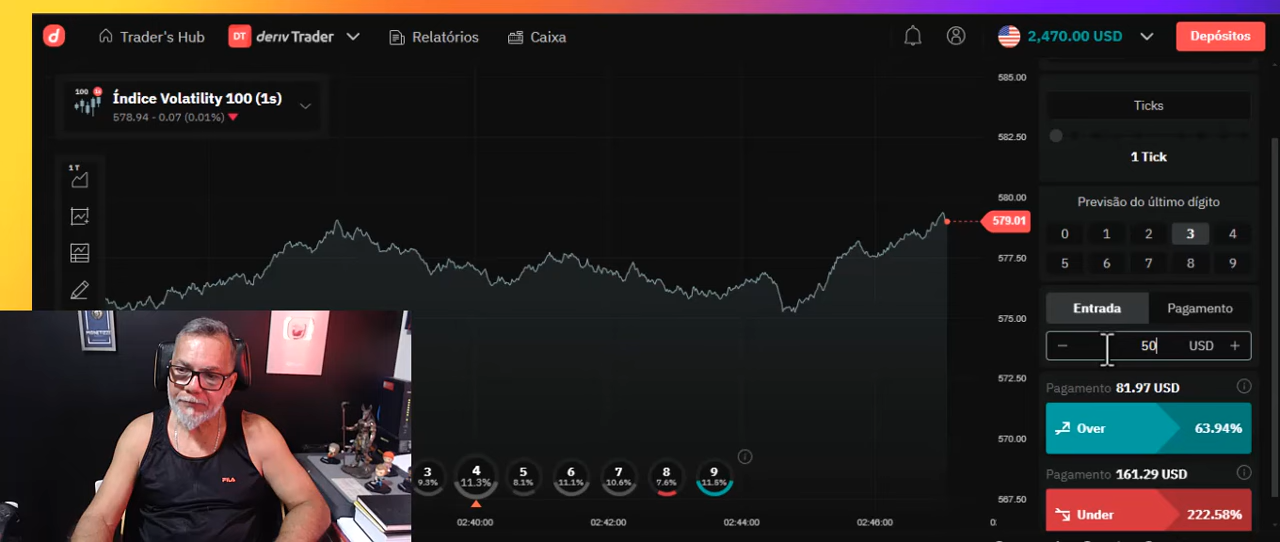 Trader's Hub DT deriv Trader Relatórios Caixa 2,470.00 USD Depósitos
100 1s Índice Volatility 100 (1s)
578.94 - 0.07 (0.01%)
1 T
585.00
582.50
580.00
579.01
577.50
575.00
572.50
570.00
567.50
Ticks
1 Tick
Previsão do último dígito
0 1 2 3 4
5 6 7 8 9
Entrada Pagamento
50 USD
Pagamento 81.97 USD
Over 63.94%
Pagamento 161.29 USD
Under 222.58%
FILA
3 4 5 6 7 8 9
9.3% 11.3% 8.1% 11.1% 10.6% 7.6% 11.5%
02:40:00 02:42:00 02:44:00 02:46:00 0: